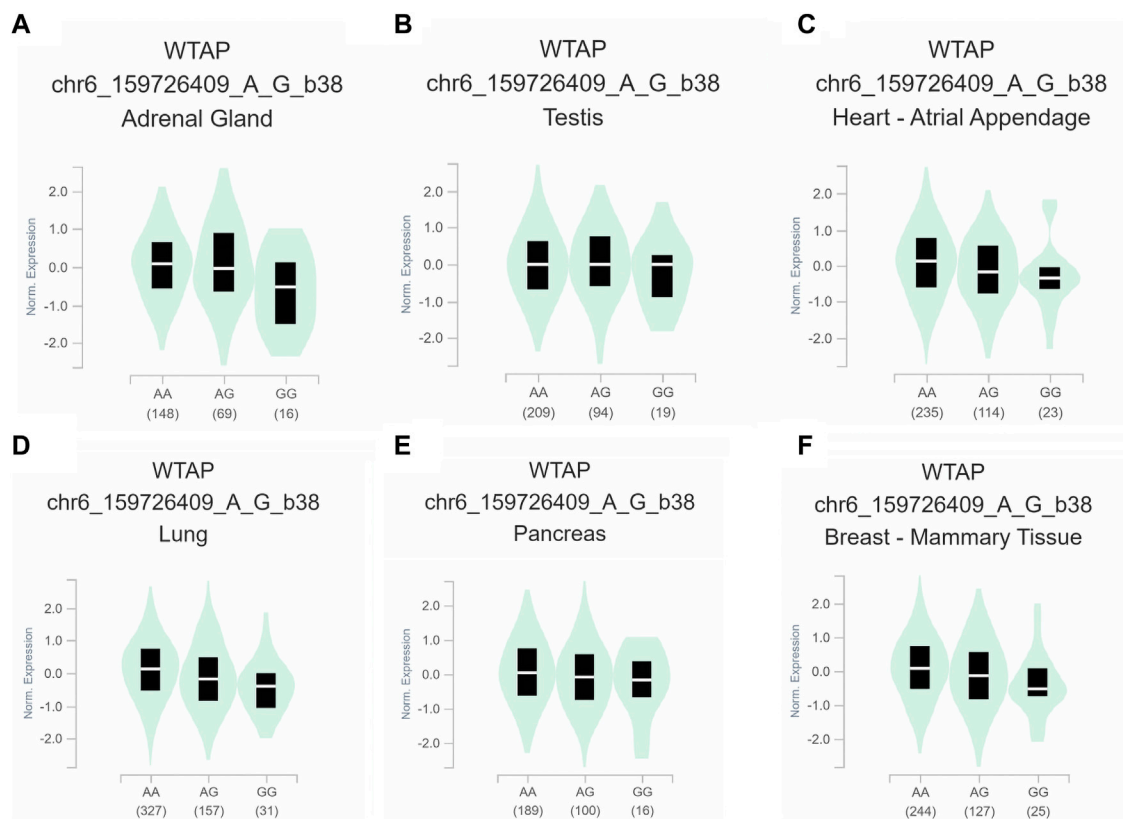 A
WTAP
chr6_159726409_A_G_b38
Adrenal Gland
Norm. Expression
2.0
1.0
0.0
-1.0
-2.0
AA
(148)
AG
(69)
GG
(16)
B
WTAP
chr6_159726409_A_G_b38
Testis
Norm. Expression
2.0
1.0
0.0
-1.0
-2.0
AA
(209)
AG
(94)
GG
(19)
C
WTAP
chr6_159726409_A_G_b38
Heart - Atrial Appendage
Norm. Expression
2.0
1.0
0.0
-1.0
-2.0
AA
(235)
AG
(114)
GG
(23)
D
WTAP
chr6_159726409_A_G_b38
Lung
Norm. Expression
2.0
1.0
0.0
-1.0
-2.0
AA
(327)
AG
(157)
GG
(31)
E
WTAP
chr6_159726409_A_G_b38
Pancreas
Norm. Expression
2.0
1.0
0.0
-1.0
-2.0
AA
(189)
AG
(100)
GG
(16)
F
WTAP
chr6_159726409_A_G_b38
Breast - Mammary Tissue
Norm. Expression
2.0
1.0
0.0
-1.0
-2.0
AA
(244)
AG
(127)
GG
(25)